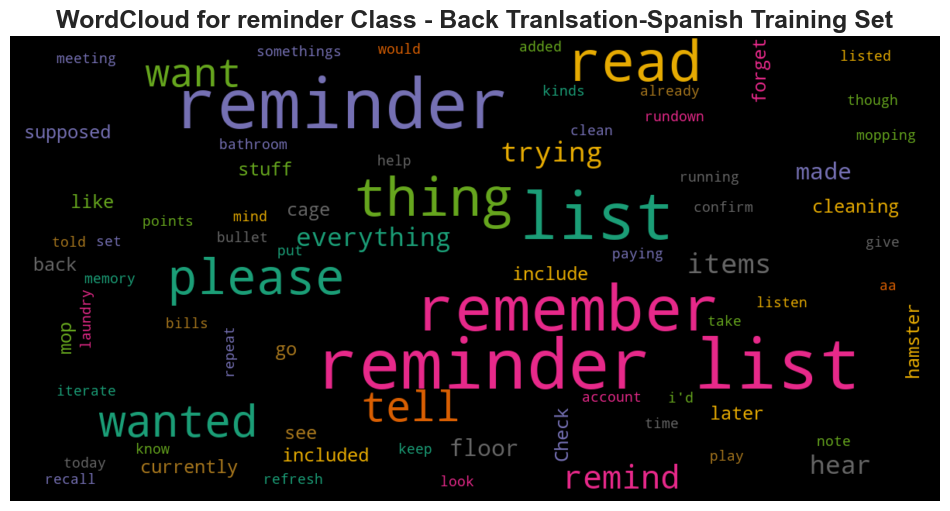 WordCloud for reminder Class - Back Tranlsation-Spanish Training Set
meeting
somethings
would
added
read
forget
listed
want
reminder
kinds
already
though
supposed
bathroom
clean
rundown
mopping
stuff
help
trying
running
made
like
points
mind
cage
thing
list
confirm
cleaning
told
set
bullet
everything
put
paying
items
give
back
memory
please
include
aa
mop
laundry
bills
repeat
go
remember
take
listen
hamster
iterate
reminder list
wanted
tell
account
i'd
later
know
see
included
keep
floor
Check
time
note
today
currently
recall
refresh
look
remind
play
hear